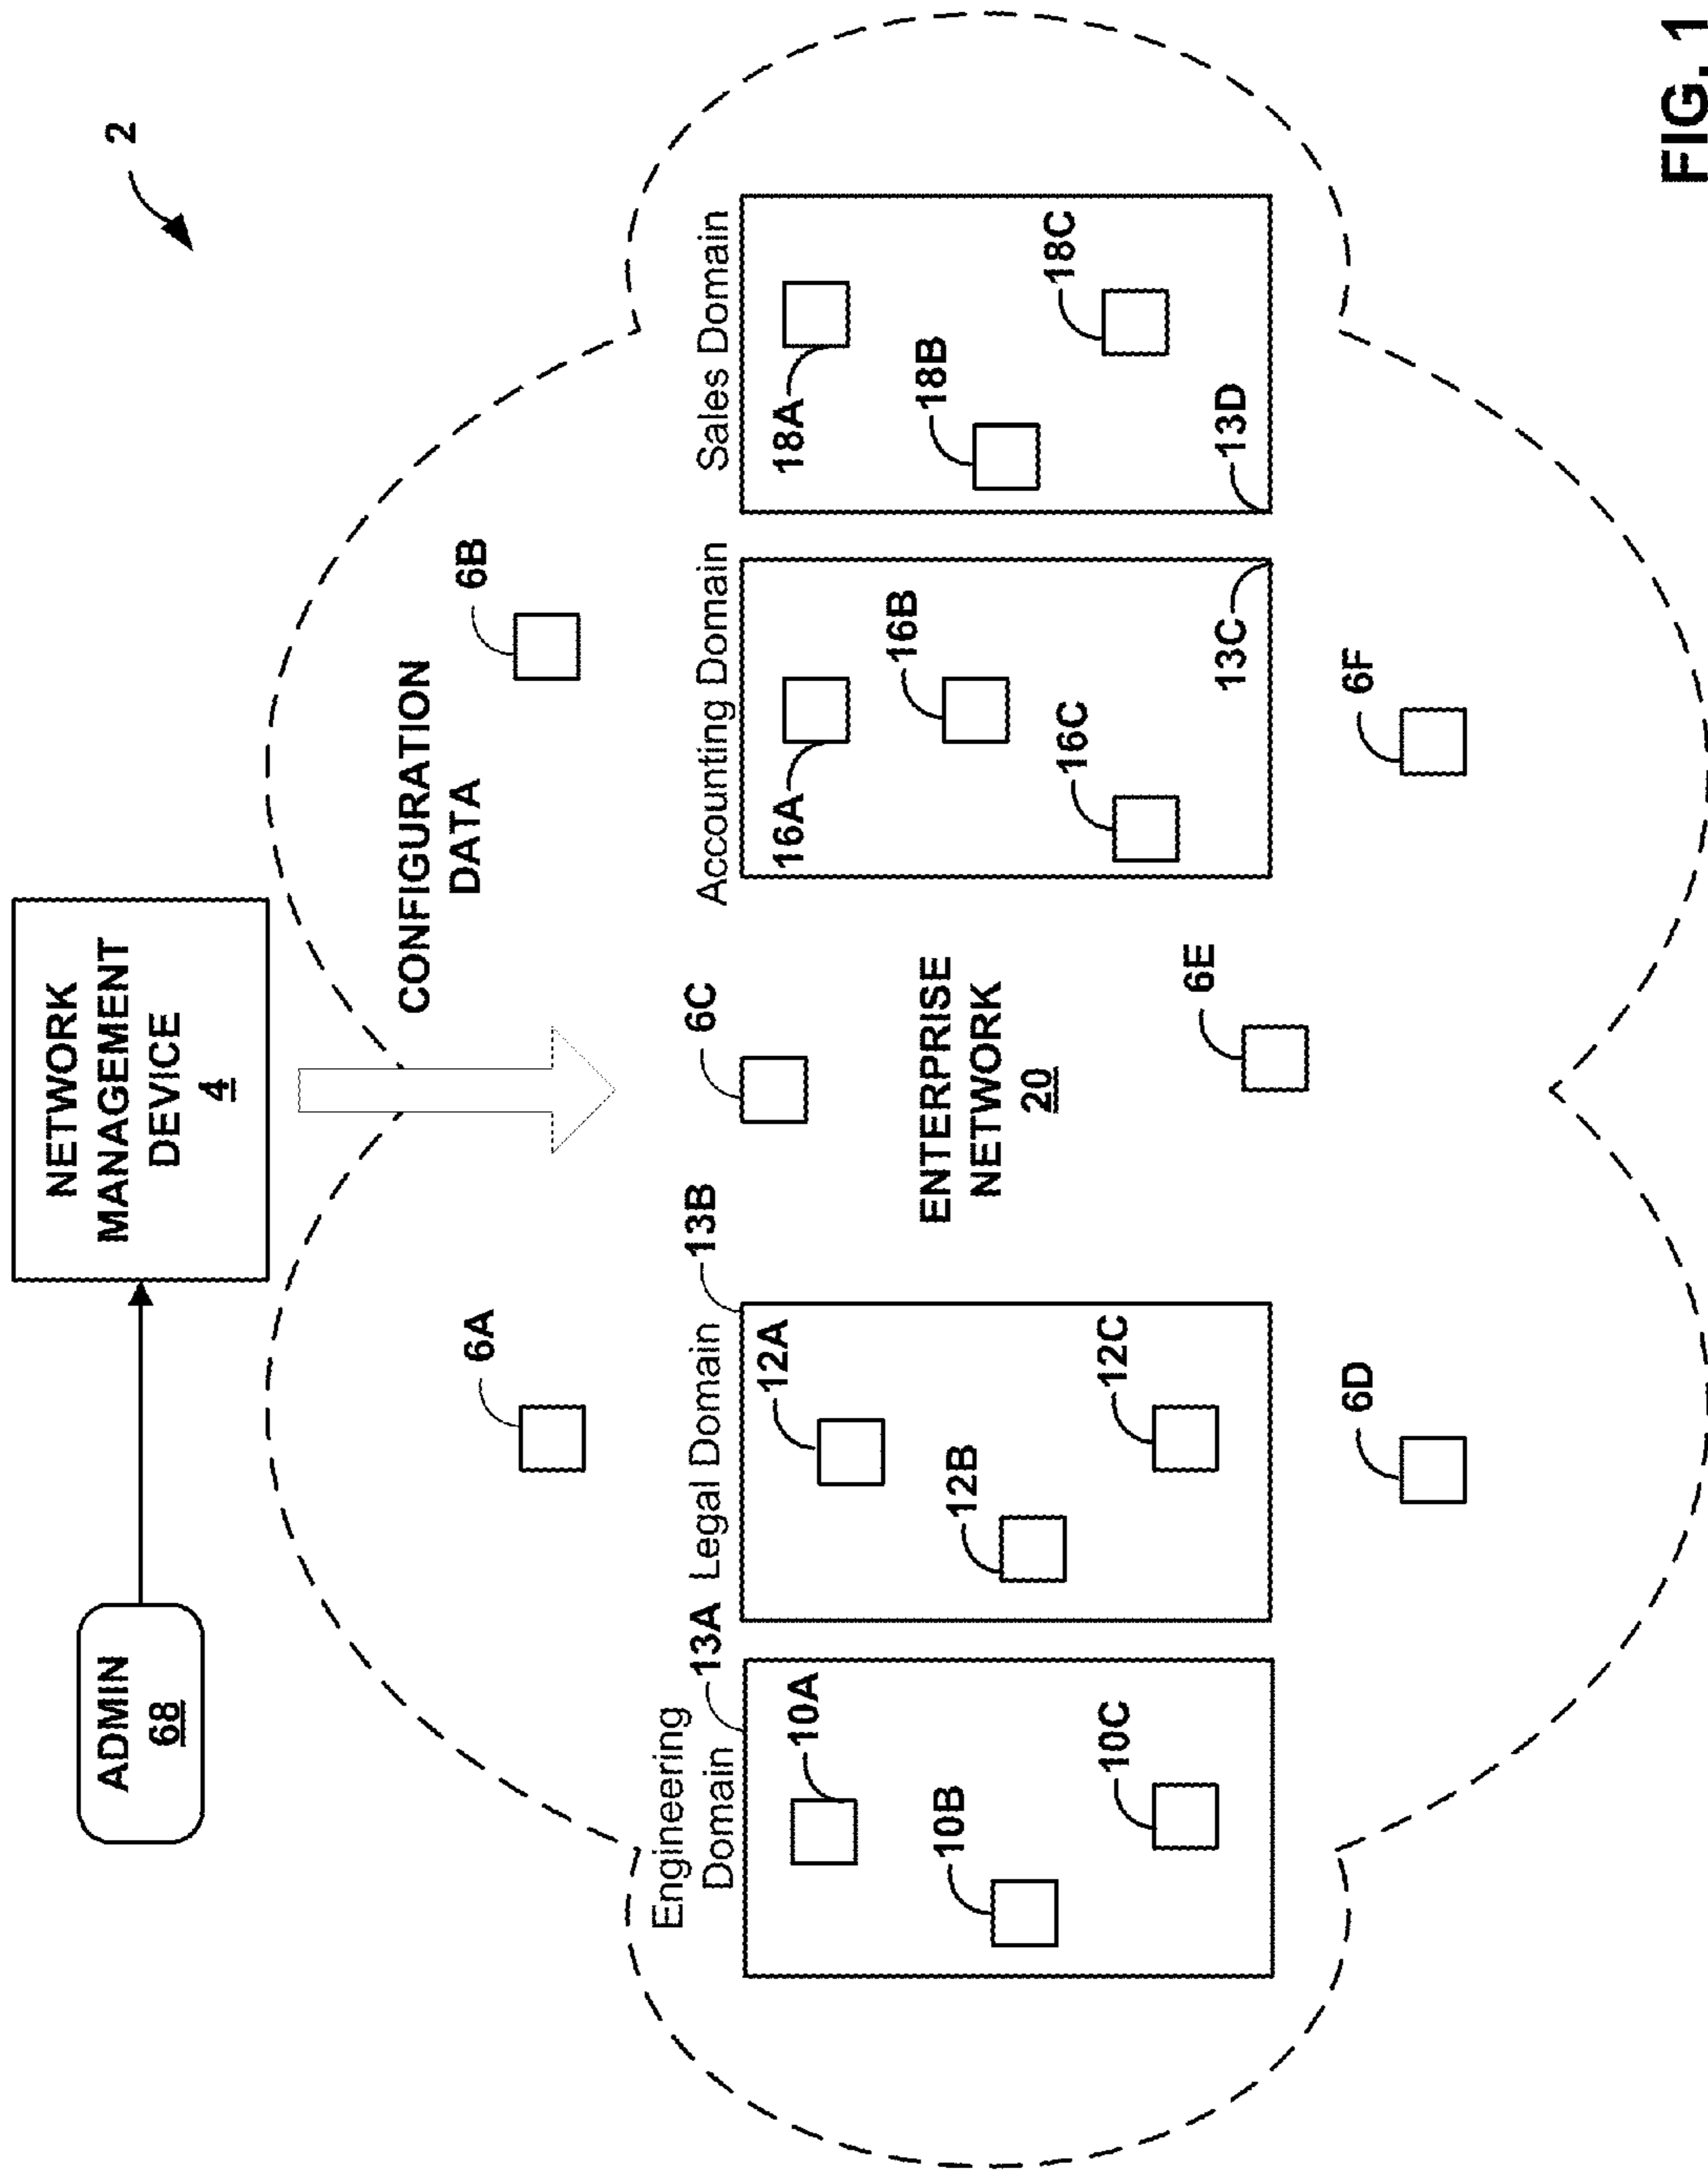 2
ADMIN
68
NETWORK
MANAGEMENT
DEVICE
4
CONFIGURATION
DATA
6A
6B
6C
Engineering
Domain
13A
Legal Domain
13B
Accounting Domain
Sales Domain
10A
10B
10C
12A
12B
12C
ENTERPRISE
NETWORK
20
16A
16B
16C
13C
18A
18B
18C
13D
6D
6E
6F
FIG. 1